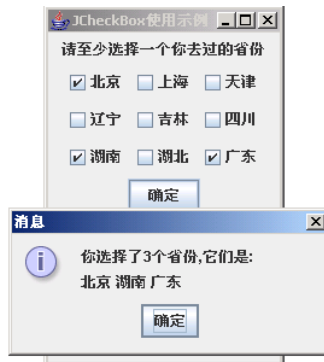 JCheckBox使用示例
请至少选择一个你去过的省份
北京 上海 天津
辽宁 吉林 四川
湖南 湖北 广东
确定
消息
你选择了3个省份,它们是:
北京 湖南 广东
确定